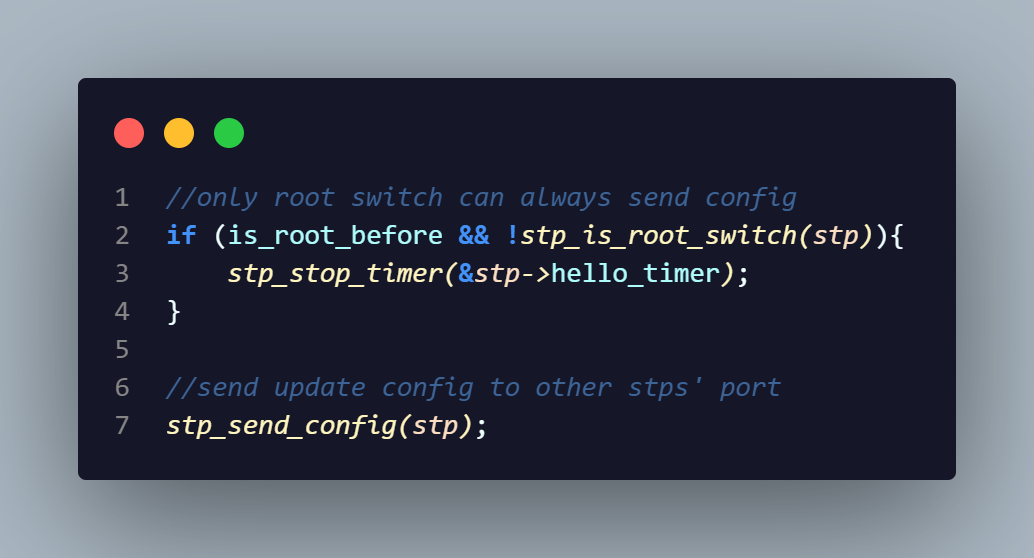 1 //only root switch can always send config
2 if (is_root_before && !stp_is_root_switch(stp)){
3     stp_stop_timer(&stp->hello_timer);
4 }
5
6 //send update config to other stps' port
7 stp_send_config(stp);